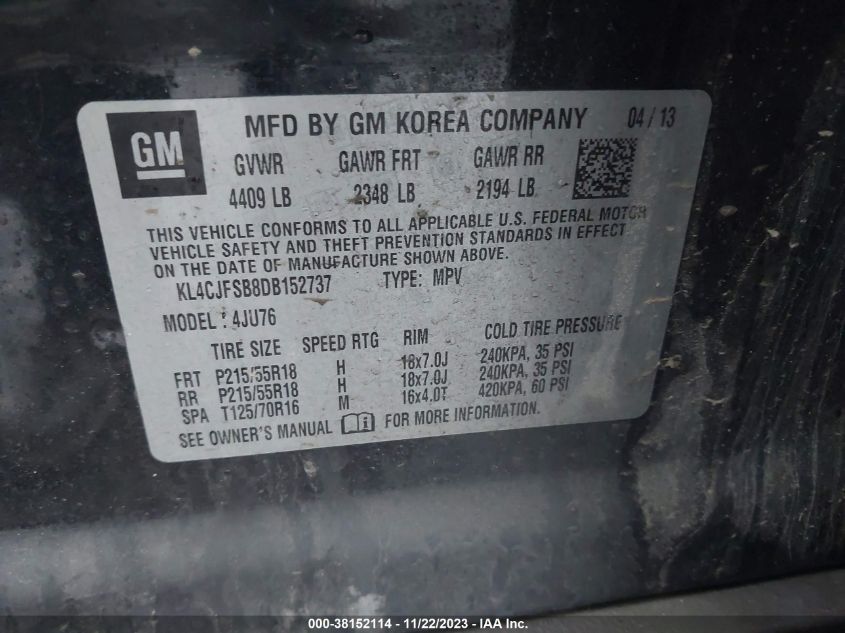 GM
MFD BY GM KOREA COMPANY 04/13
GVWR GAWR FRT GAWR RR
4409 LB 2348 LB 2194 LB
THIS VEHICLE CONFORMS TO ALL APPLICABLE U.S. FEDERAL MOTOR
VEHICLE SAFETY AND THEFT PREVENTION STANDARDS IN EFFECT
ON THE DATE OF MANUFACTURE SHOWN ABOVE.
KL4CJFSB8DB152737 TYPE: MPV
MODEL: 4JU76
TIRE SIZE SPEED RTG RIM COLD TIRE PRESSURE
FRT P215/55R18 H 18x7.0J 240KPA, 35 PSI
RR P215/55R18 H 18x7.0J 240KPA, 35 PSI
SPA T125/70R16 M 16x4.0T 420KPA, 60 PSI
SEE OWNER'S MANUAL FOR MORE INFORMATION.
000-38152114 - 11/22/2023 - IAA Inc.